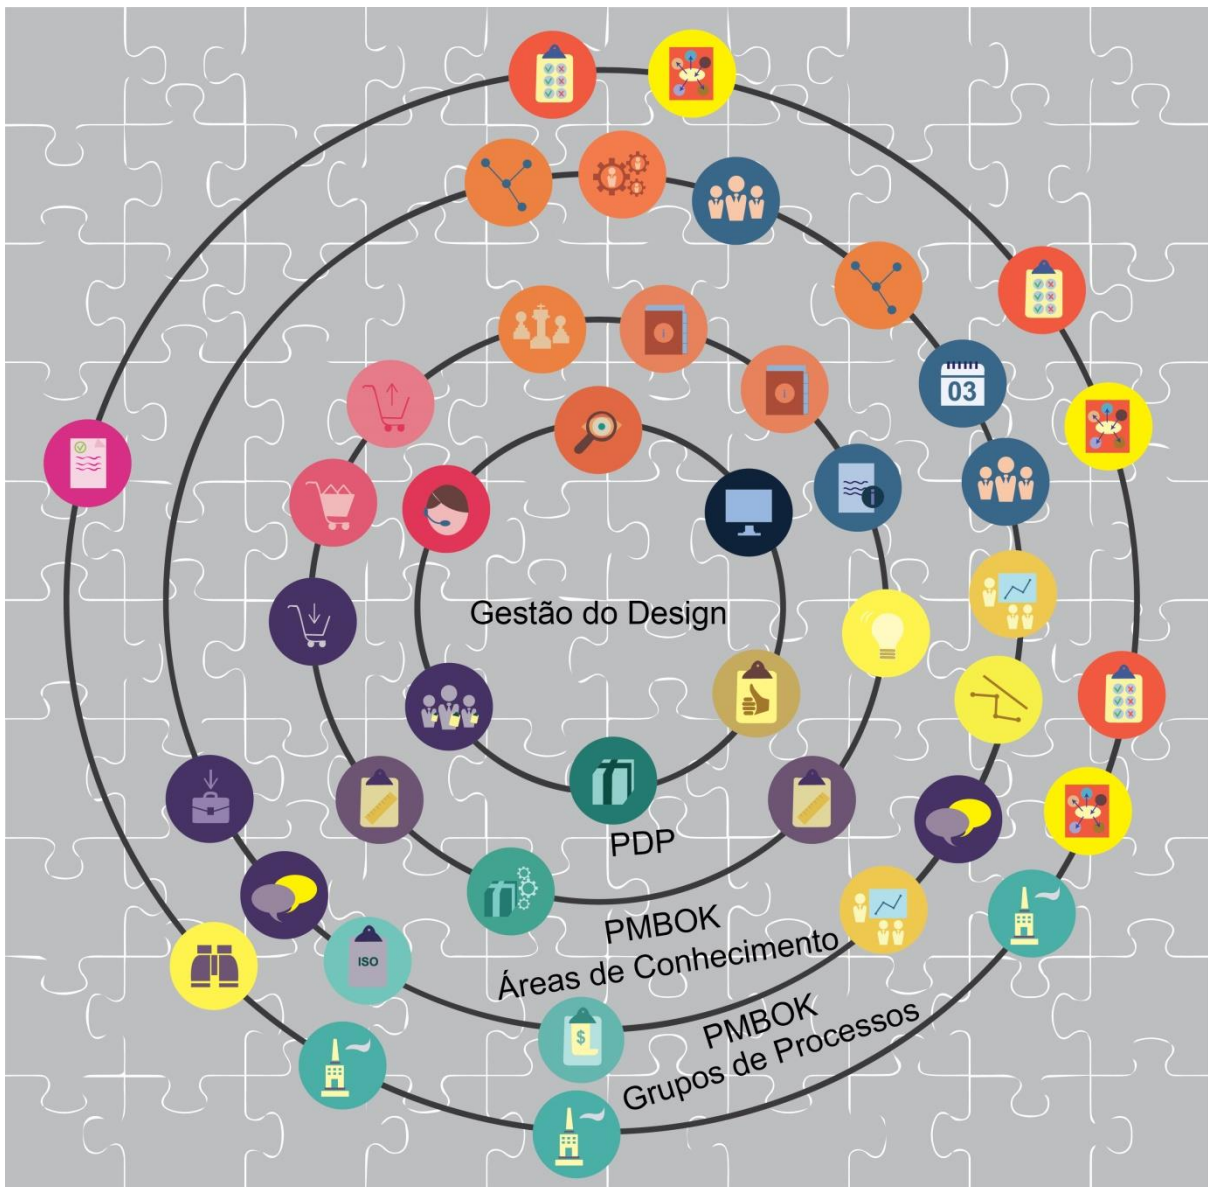 03
Gestão do Design
PDP
PMBOK
Áreas de Conhecimento
ISO
PMBOK
Grupos de Processos
$
i
i
i